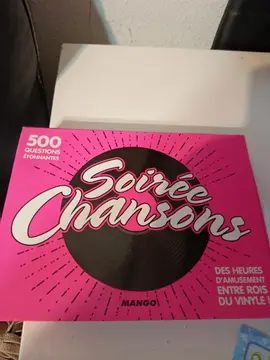 500
QUESTIONS
ÉTONNANTES
Soirée
Chansons
DES HEURES
D'AMUSEMENT
ENTRE ROIS
DU VINYLE !
MANGO